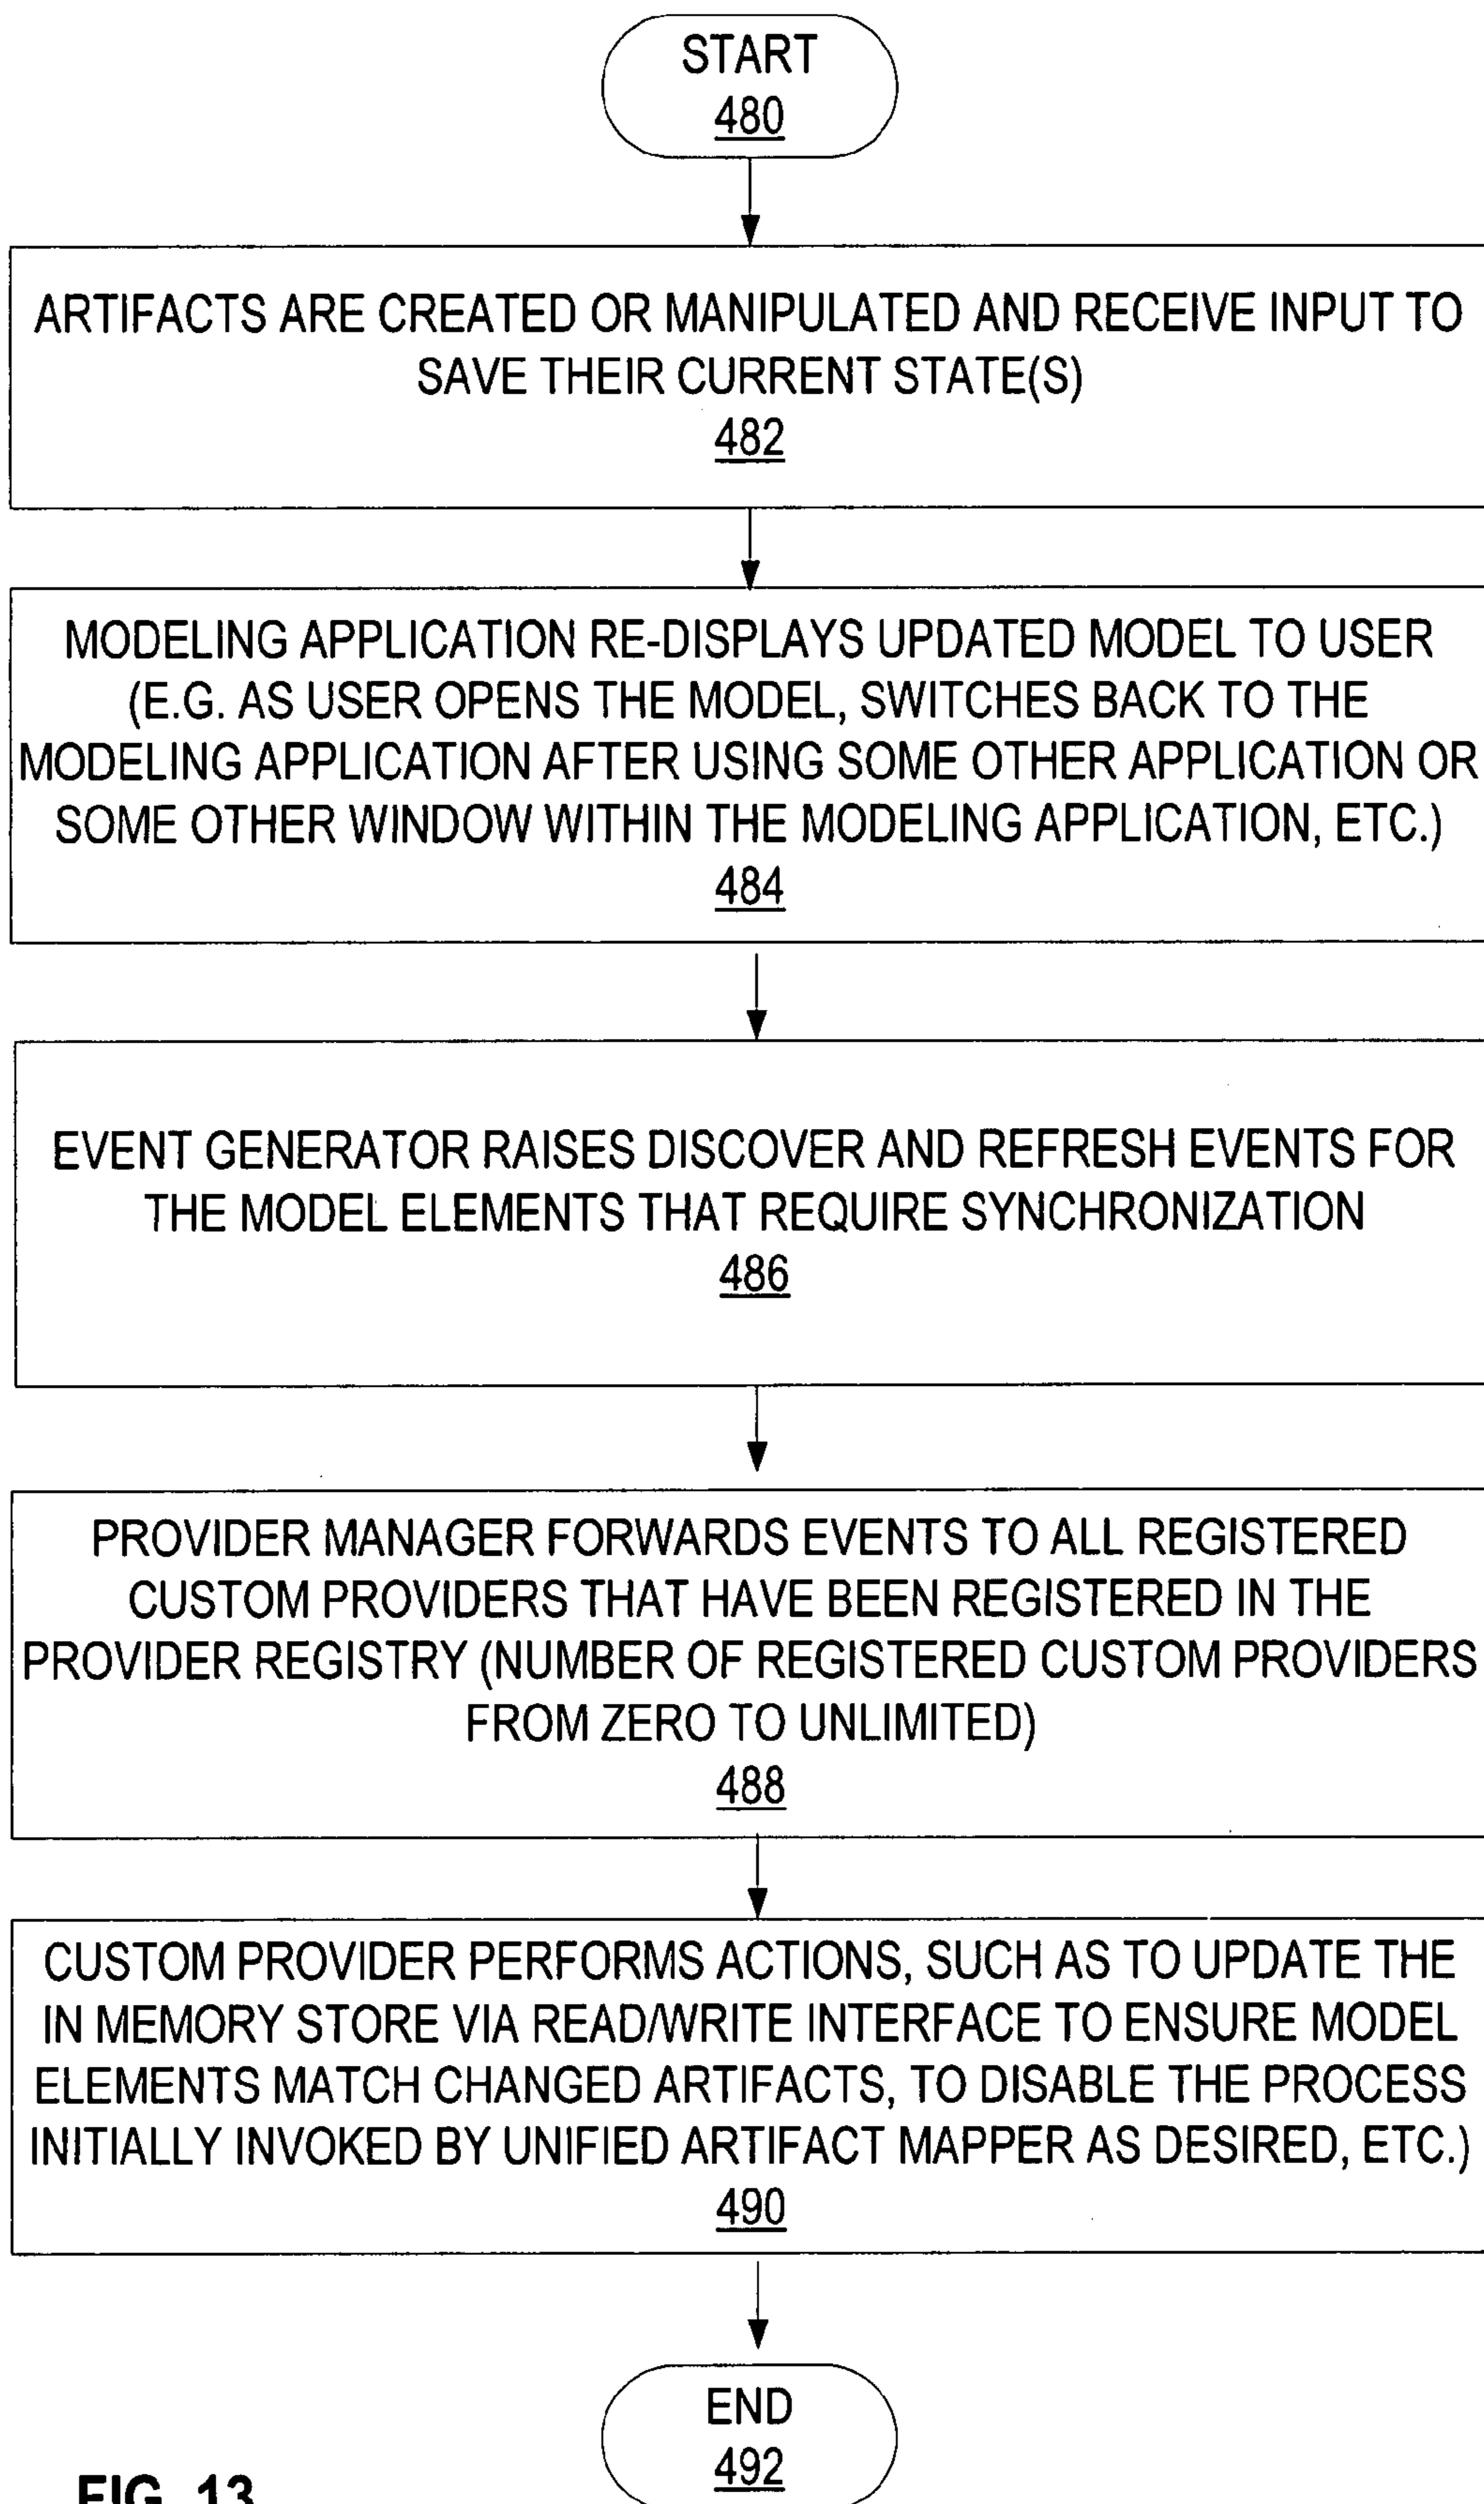 START
480
ARTIFACTS ARE CREATED OR MANIPULATED AND RECEIVE INPUT TO
SAVE THEIR CURRENT STATE(S)
482
MODELING APPLICATION RE-DISPLAYS UPDATED MODEL TO USER
(E.G. AS USER OPENS THE MODEL, SWITCHES BACK TO THE
MODELING APPLICATION AFTER USING SOME OTHER APPLICATION OR
SOME OTHER WINDOW WITHIN THE MODELING APPLICATION, ETC.)
484
EVENT GENERATOR RAISES DISCOVER AND REFRESH EVENTS FOR
THE MODEL ELEMENTS THAT REQUIRE SYNCHRONIZATION
486
PROVIDER MANAGER FORWARDS EVENTS TO ALL REGISTERED
CUSTOM PROVIDERS THAT HAVE BEEN REGISTERED IN THE
PROVIDER REGISTRY (NUMBER OF REGISTERED CUSTOM PROVIDERS
FROM ZERO TO UNLIMITED)
488
CUSTOM PROVIDER PERFORMS ACTIONS, SUCH AS TO UPDATE THE
IN MEMORY STORE VIA READ/WRITE INTERFACE TO ENSURE MODEL
ELEMENTS MATCH CHANGED ARTIFACTS, TO DISABLE THE PROCESS
INITIALLY INVOKED BY UNIFIED ARTIFACT MAPPER AS DESIRED, ETC.)
490
END
492
FIG. 13